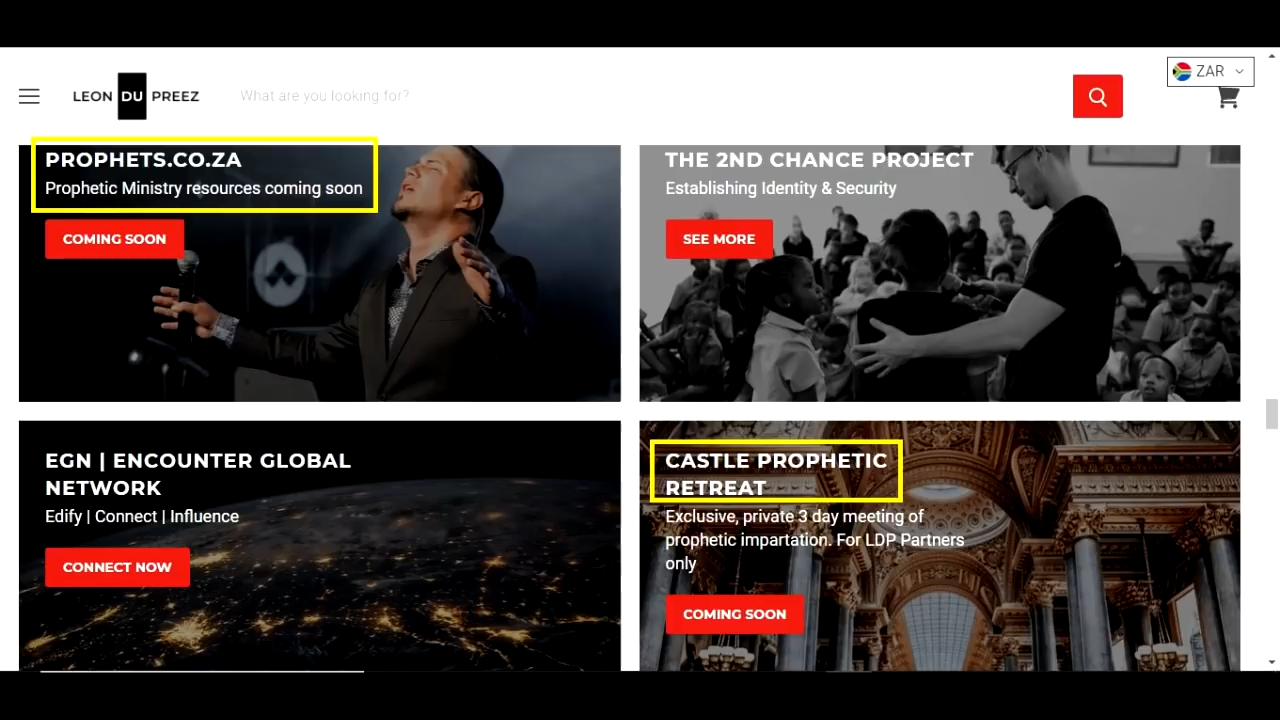 ZAR
LEON DU PREEZ
What are you looking for?
PROPHETS.CO.ZA
Prophetic Ministry resources coming soon
COMING SOON
THE 2ND CHANCE PROJECT
Establishing Identity & Security
SEE MORE
EGN | ENCOUNTER GLOBAL
NETWORK
Edify | Connect | Influence
CONNECT NOW
CASTLE PROPHETIC
RETREAT
Exclusive, private 3 day meeting of
prophetic impartation. For LDP Partners
only
COMING SOON